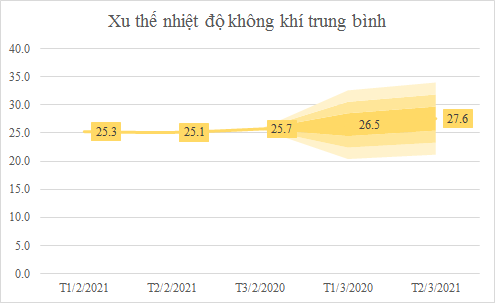 Xu thế nhiệt độ không khí trung bình
40.0
35.0
30.0
25.0
20.0
15.0
10.0
5.0
0.0
25.3
25.1
25.7
26.5
27.6
T1/2/2021
T2/2/2021
T3/2/2020
T1/3/2020
T2/3/2021